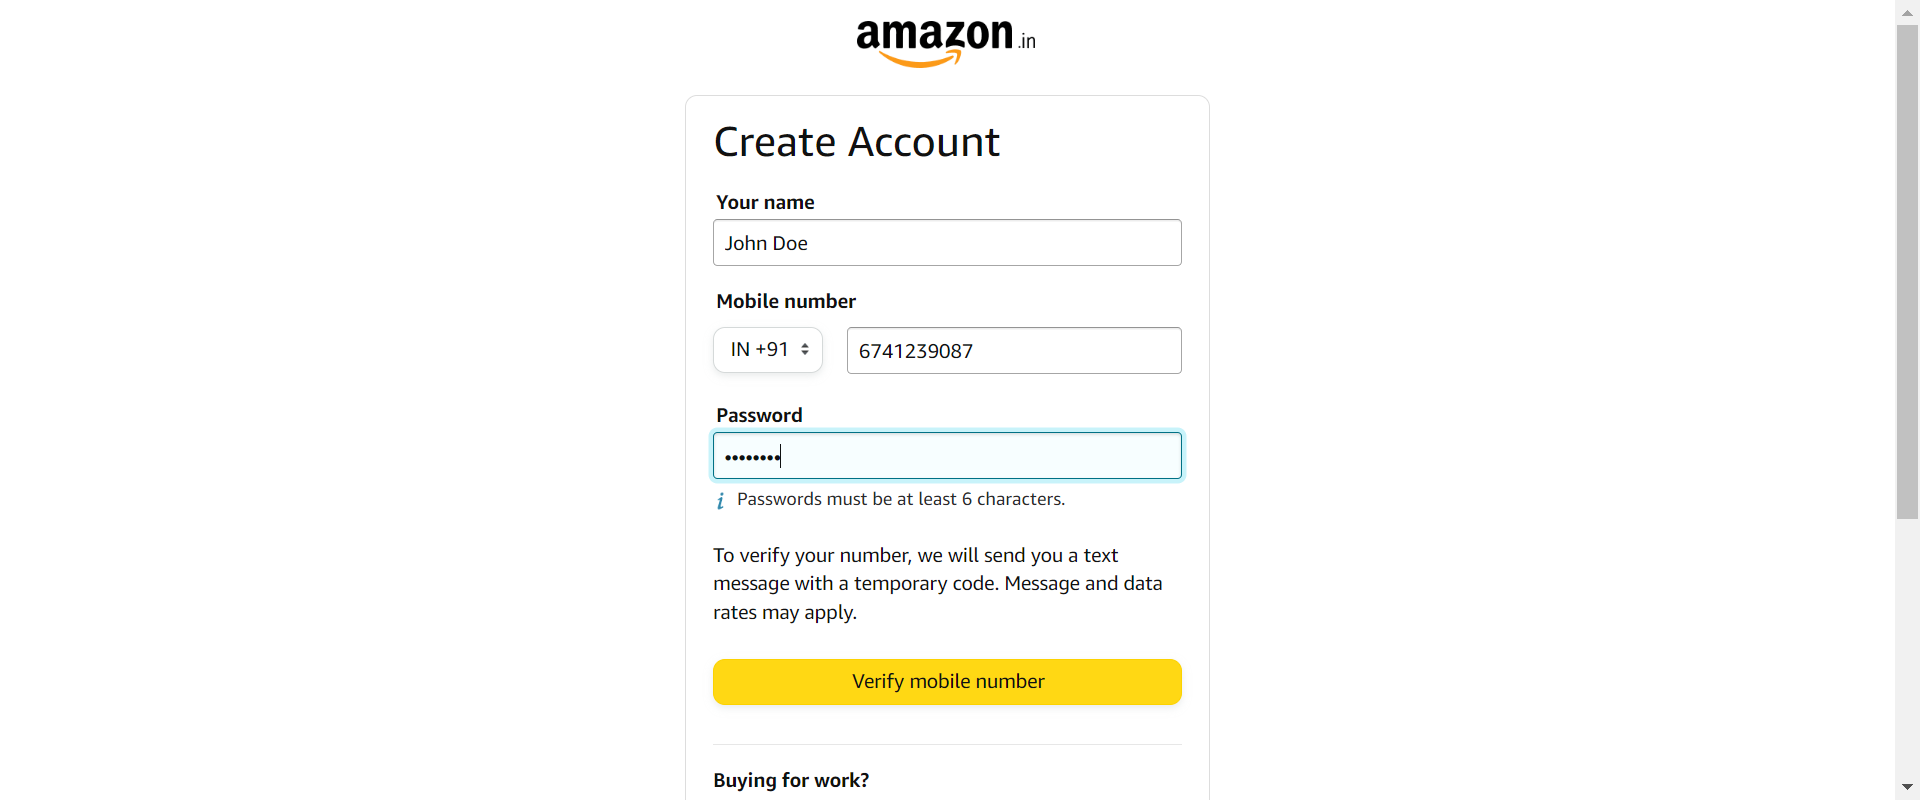 amazon.in
Create Account
Your name
John Doe
Mobile number
IN +91 6741239087
Password
••••••••
i Passwords must be at least 6 characters.
To verify your number, we will send you a text
message with a temporary code. Message and data
rates may apply.
Verify mobile number
Buying for work?